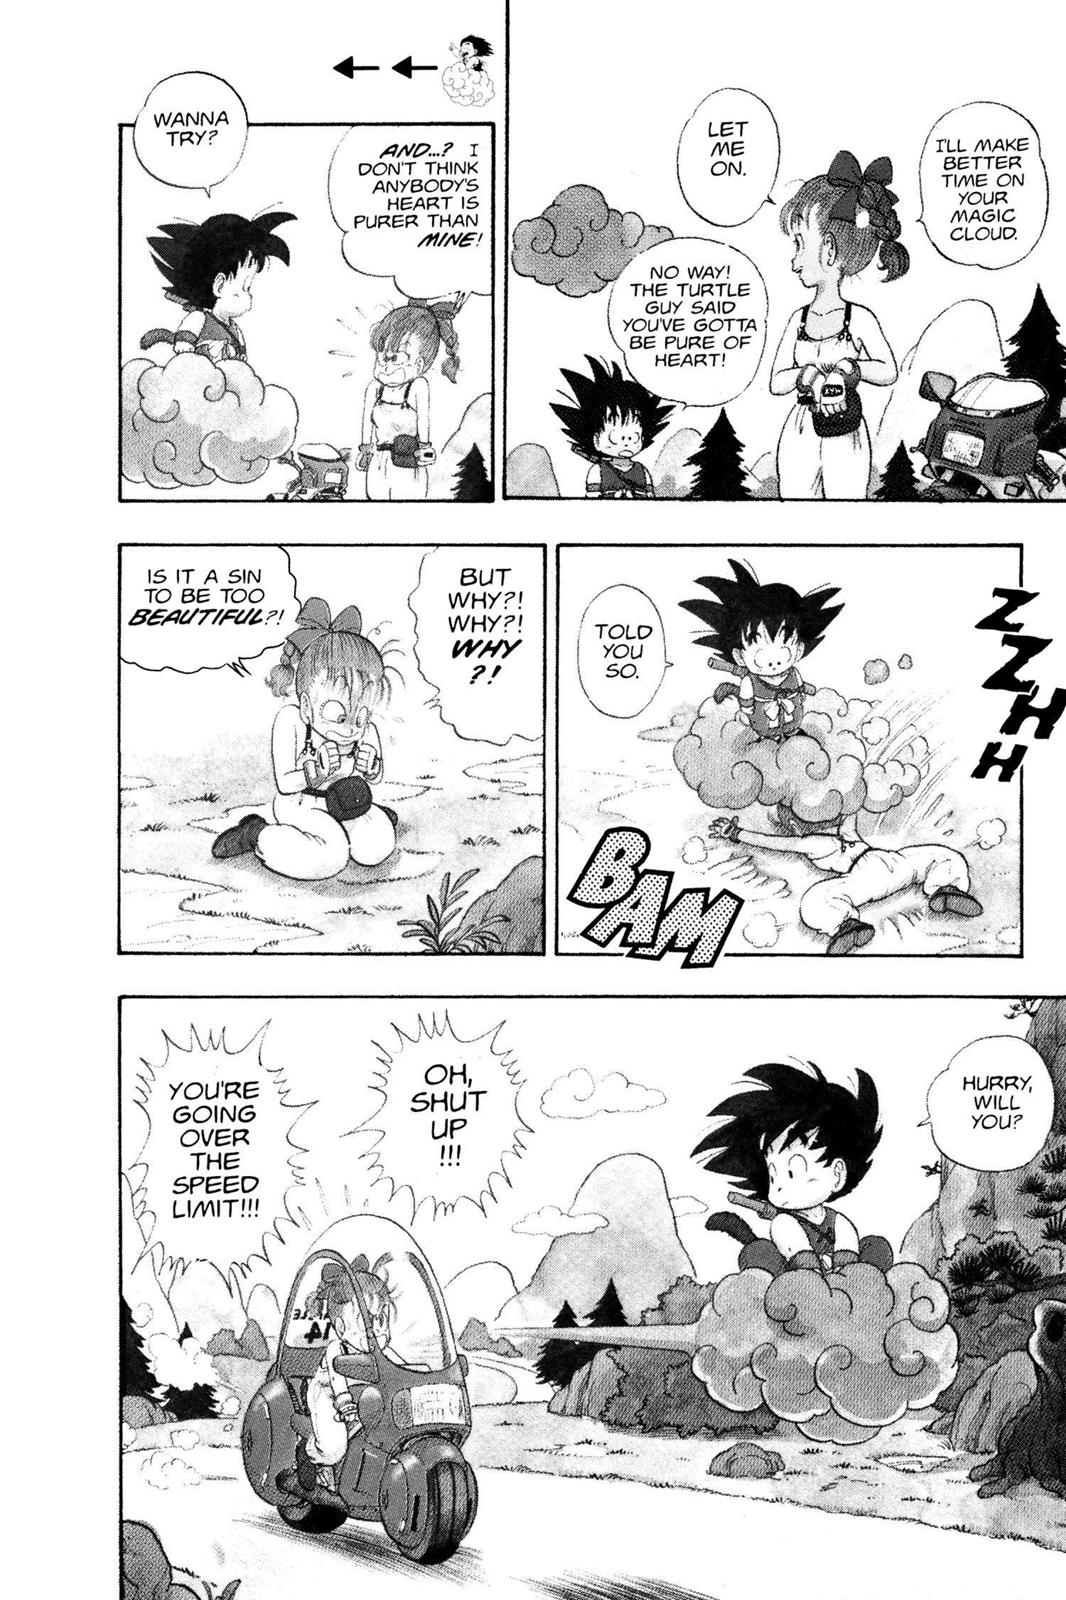 I'LL MAKE
BETTER
TIME ON
YOUR
MAGIC
CLOUD.
LET
ME
ON.
NO WAY!
THE TURTLE
GUY SAID
YOU'VE GOTTA
BE PURE OF
HEART!
AND...? I
DON'T THINK
ANYBODY'S
HEART IS
PURER THAN
MINE!
WANNA
TRY?
ZZHH
TOLD
YOU
SO.
BAM
BUT
WHY?!
WHY?!
WHY
?!
IS IT A SIN
TO BE TOO
BEAUTIFUL?!
HURRY,
WILL
YOU?
OH,
SHUT
UP
!!!
YOU'RE
GOING
OVER
THE
SPEED
LIMIT!!!